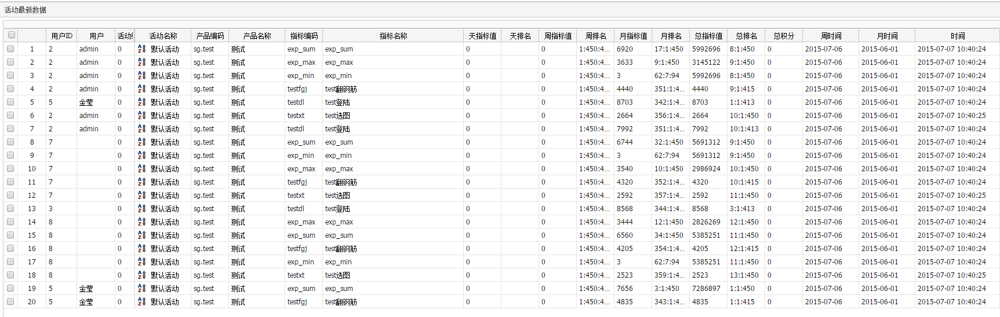 活动最新数据
用户ID 用户 活动 活动名称 产品编码 产品名称 指标编码 指标名称 天指标值 天排名 周指标值 周排名 月指标值 月排名 总指标值 总排名 总积分 周时间 月时间 时间
1 2 admin 0 默认活动 sg.test 测试 exp_sum exp_sum 0 0 1:450:4... 6920 17:1:450 5992696 8:1:450 0 2015-07-06 2015-06-01 2015-07-07 10:40:24
2 2 admin 0 默认活动 sg.test 测试 exp_max exp_max 0 0 1:450:4... 3633 9:1:450 3145122 9:1:450 0 2015-07-06 2015-06-01 2015-07-07 10:40:24
3 2 admin 0 默认活动 sg.test 测试 exp_min exp_min 0 0 1:450:4... 3 62:7:94 5992696 8:1:450 0 2015-07-06 2015-06-01 2015-07-07 10:40:24
4 2 admin 0 默认活动 sg.test 测试 testfgj test翻钢筋 0 0 1:450:4... 4440 351:1:4... 4440 9:1:415 0 2015-07-06 2015-06-01 2015-07-07 10:40:24
5 5 金莹 0 默认活动 sg.test 测试 testdl test登陆 0 0 1:450:4... 8703 342:1:4... 8703 1:1:413 0 2015-07-06 2015-06-01 2015-07-07 10:40:24
6 2 admin 0 默认活动 sg.test 测试 testxt test选图 0 0 1:450:4... 2664 356:1:4... 2664 10:1:450 0 2015-07-06 2015-06-01 2015-07-07 10:40:25
7 2 admin 0 默认活动 sg.test 测试 testdl test登陆 0 0 1:450:4... 7992 351:1:4... 7992 10:1:413 0 2015-07-06 2015-06-01 2015-07-07 10:40:24
8 7 0 默认活动 sg.test 测试 exp_sum exp_sum 0 0 1:450:4... 6744 32:1:450 5691312 9:1:450 0 2015-07-06 2015-06-01 2015-07-07 10:40:24
9 7 0 默认活动 sg.test 测试 exp_min exp_min 0 0 1:450:4... 3 62:7:94 5691312 9:1:450 0 2015-07-06 2015-06-01 2015-07-07 10:40:24
10 7 0 默认活动 sg.test 测试 exp_max exp_max 0 0 1:450:4... 3540 10:1:450 2986924 10:1:450 0 2015-07-06 2015-06-01 2015-07-07 10:40:24
11 7 0 默认活动 sg.test 测试 testfgj test翻钢筋 0 0 1:450:4... 4320 352:1:4... 4320 10:1:415 0 2015-07-06 2015-06-01 2015-07-07 10:40:24
12 7 0 默认活动 sg.test 测试 testxt test选图 0 0 1:450:4... 2592 357:1:4... 2592 11:1:450 0 2015-07-06 2015-06-01 2015-07-07 10:40:25
13 3 0 默认活动 sg.test 测试 testdl test登陆 0 0 1:450:4... 8568 344:1:4... 8568 3:1:413 0 2015-07-06 2015-06-01 2015-07-07 10:40:24
14 8 0 默认活动 sg.test 测试 exp_max exp_max 0 0 1:450:4... 3444 12:1:450 2826269 12:1:450 0 2015-07-06 2015-06-01 2015-07-07 10:40:24
15 8 0 默认活动 sg.test 测试 exp_sum exp_sum 0 0 1:450:4... 6560 34:1:450 5385251 11:1:450 0 2015-07-06 2015-06-01 2015-07-07 10:40:24
16 8 0 默认活动 sg.test 测试 testfgj test翻钢筋 0 0 1:450:4... 4205 354:1:4... 4205 12:1:415 0 2015-07-06 2015-06-01 2015-07-07 10:40:24
17 8 0 默认活动 sg.test 测试 exp_min exp_min 0 0 1:450:4... 3 62:7:94 5385251 11:1:450 0 2015-07-06 2015-06-01 2015-07-07 10:40:24
18 8 0 默认活动 sg.test 测试 testxt test选图 0 0 1:450:4... 2523 359:1:4... 2523 13:1:450 0 2015-07-06 2015-06-01 2015-07-07 10:40:25
19 5 金莹 0 默认活动 sg.test 测试 exp_sum exp_sum 0 0 1:450:4... 7656 3:1:450 7286897 1:1:450 0 2015-07-06 2015-06-01 2015-07-07 10:40:24
20 5 金莹 0 默认活动 sg.test 测试 testfgj test翻钢筋 0 0 1:450:4... 4835 343:1:4... 4835 1:1:415 0 2015-07-06 2015-06-01 2015-07-07 10:40:24